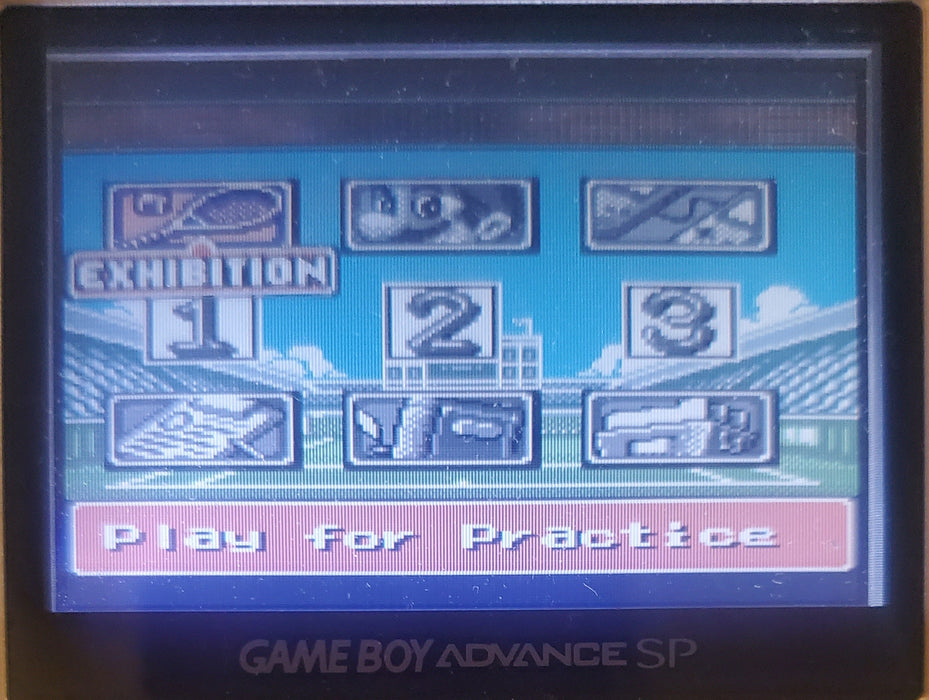 EXHIBITION
1 2 3
Play for Practice
GAME BOY ADVANCE SP